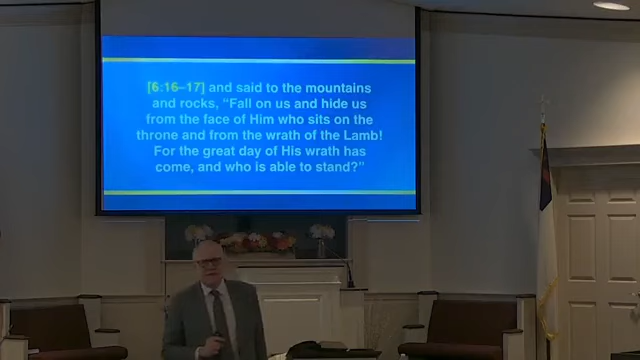 [6:16–17] and said to the mountains
and rocks, “Fall on us and hide us
from the face of Him who sits on the
throne and from the wrath of the Lamb!
For the great day of His wrath has
come, and who is able to stand?”